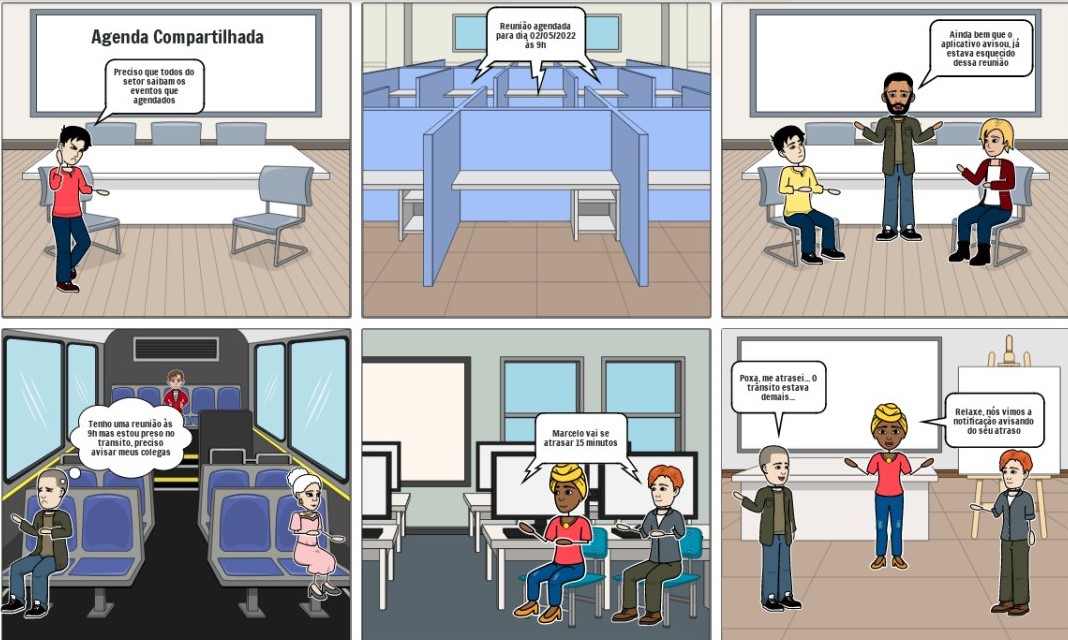 Agenda Compartilhada
Preciso que todos do
setor saibam os
eventos que
agendados
Reunião agendada
para dia 02/05/2022
às 9h
Ainda bem que o
aplicativo avisou, já
estava esquecido
dessa reunião
Tenho uma reunião às
9h mas estou preso no
trânsito, preciso
avisar meus colegas
Marcelo vai se
atrasar 15 minutos
Poxa, me atrasei... O
trânsito estava
demais...
Relaxe, nós vimos a
notificação avisando
do seu atraso